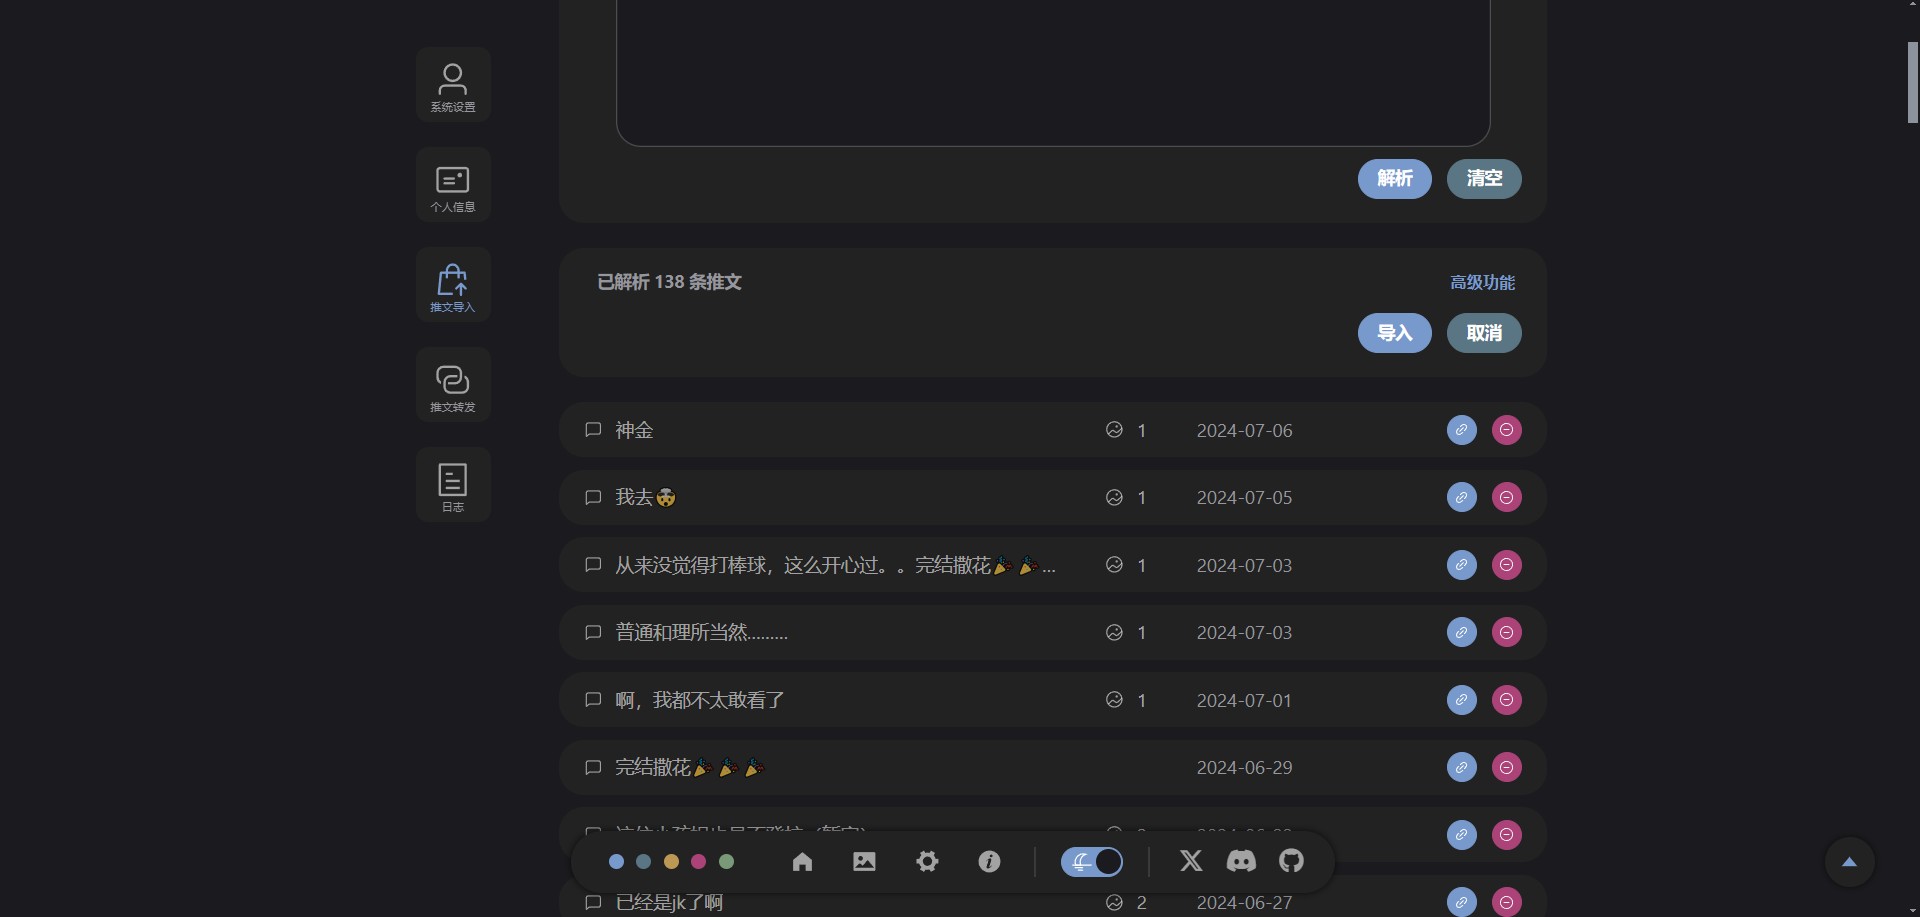 系统设置
个人信息
推文导入
推文转发
日志
解析 清空
已解析 138 条推文 高级功能
导入 取消
神金 1 2024-07-06
我去🤯 1 2024-07-05
从来没觉得打棒球，这么开心过。。完结撒花🎉🎉... 1 2024-07-03
普通和理所当然......... 1 2024-07-03
啊，我都不太敢看了 1 2024-07-01
完结撒花🎉🎉🎉 2024-06-29
已经是jk了啊 2 2024-06-27